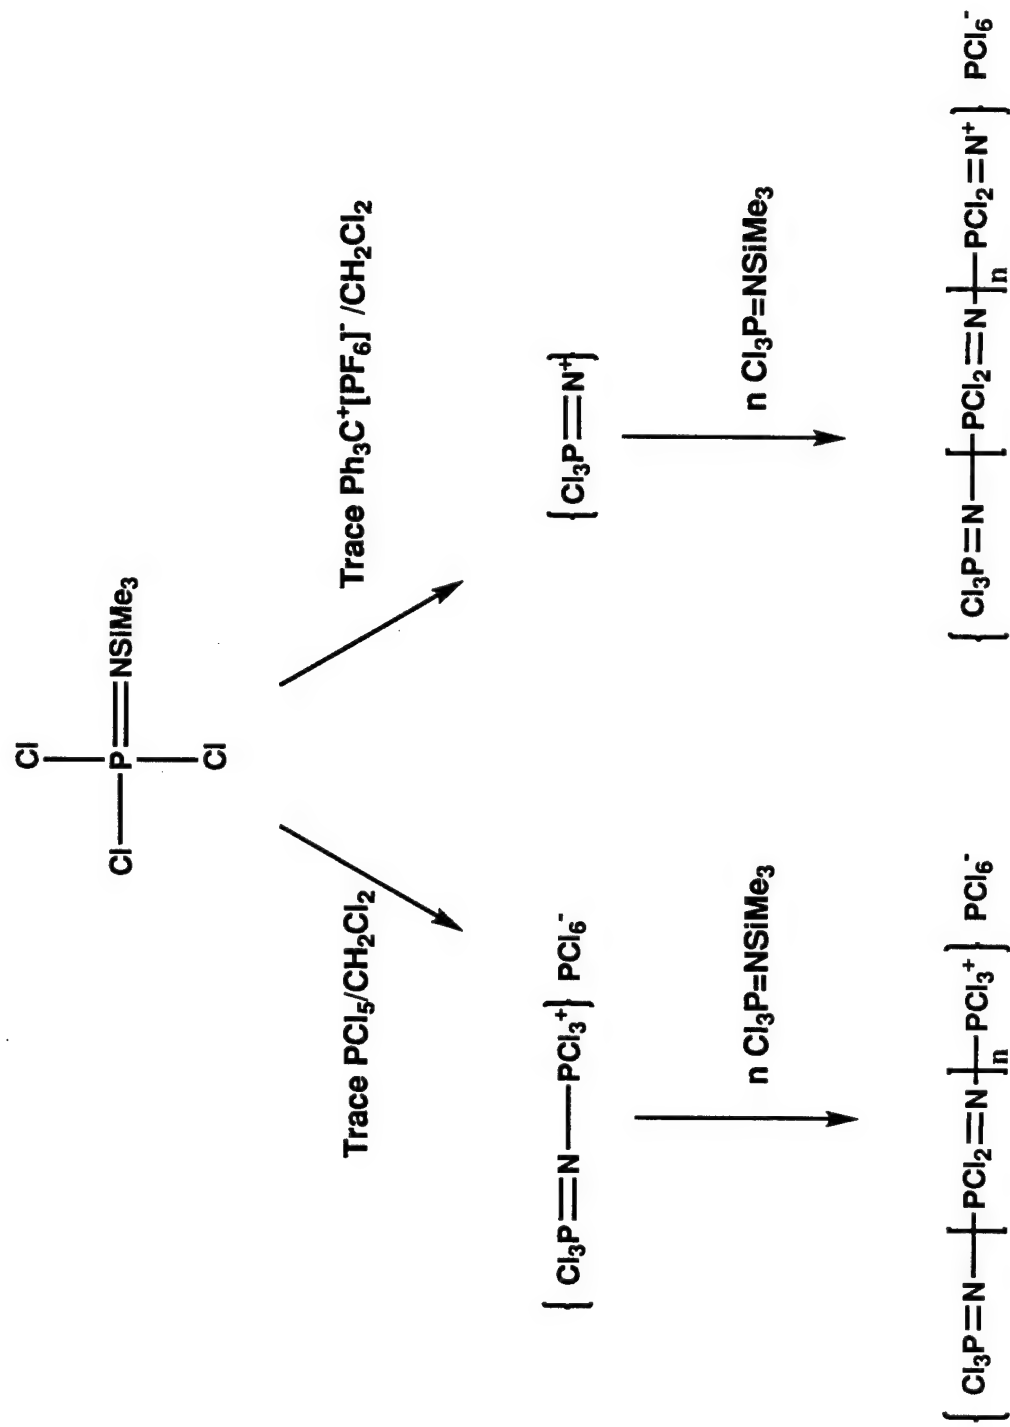 Cl
Cl—P=NSiMe3
Cl
Trace PCl5/CH2Cl2
Trace Ph3C+[PF6]- /CH2Cl2
{ Cl3P=N—PCl3+ } PCl6-
{ Cl3P=N+ }
n Cl3P=NSiMe3
n Cl3P=NSiMe3
{ Cl3P=N—[PCl2=N—]n PCl3+ } PCl6-
{ Cl3P=N—[PCl2=N—]n PCl2=N+ } PCl6-